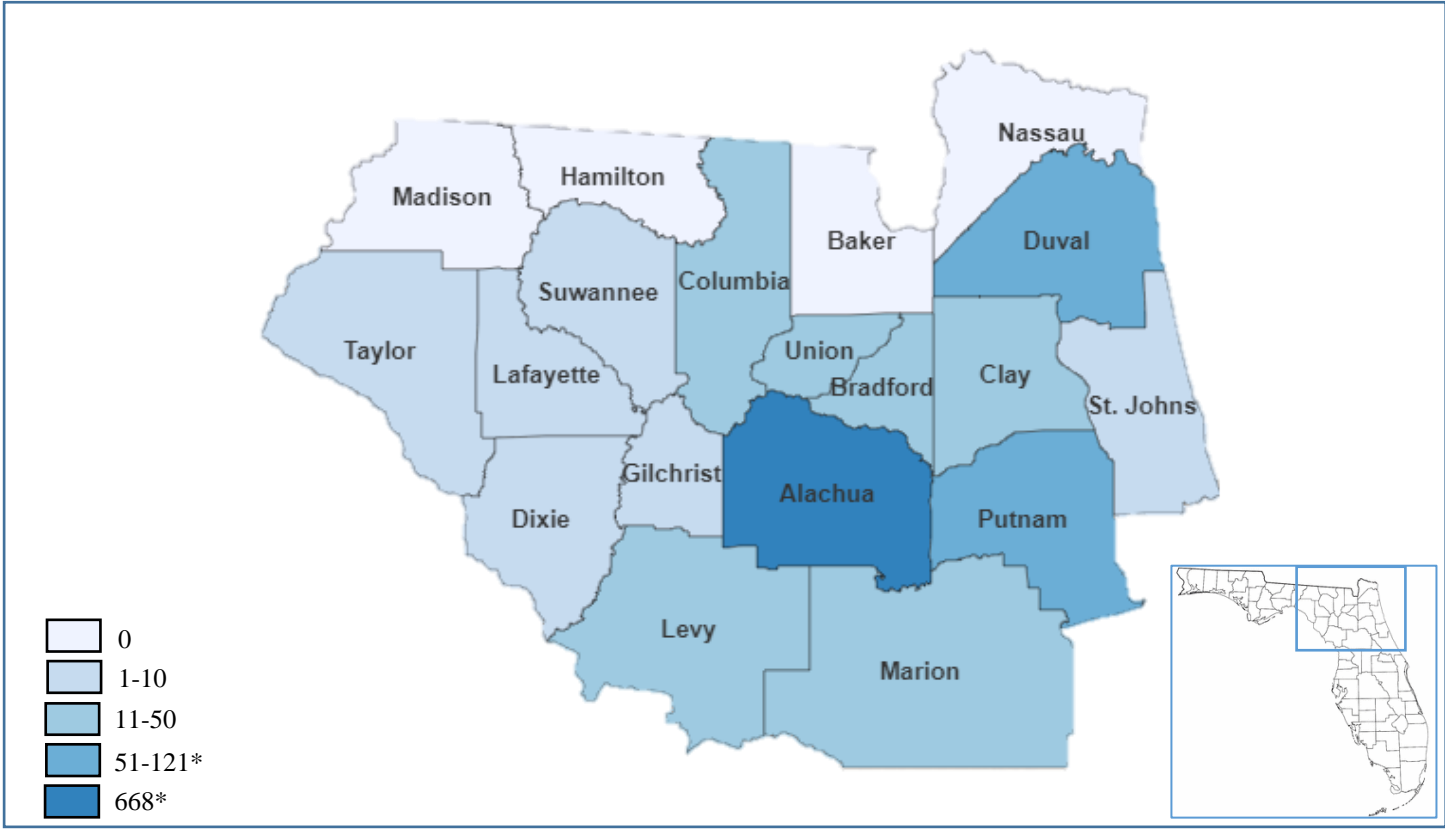 Nassau
Hamilton
Madison
Baker
Duval
Columbia
Suwannee
Taylor
Union
Lafayette
Clay
Bradford
St. Johns
Gilchrist
Alachua
Dixie
Putnam
Levy
Marion
0
1-10
11-50
51-121*
668*